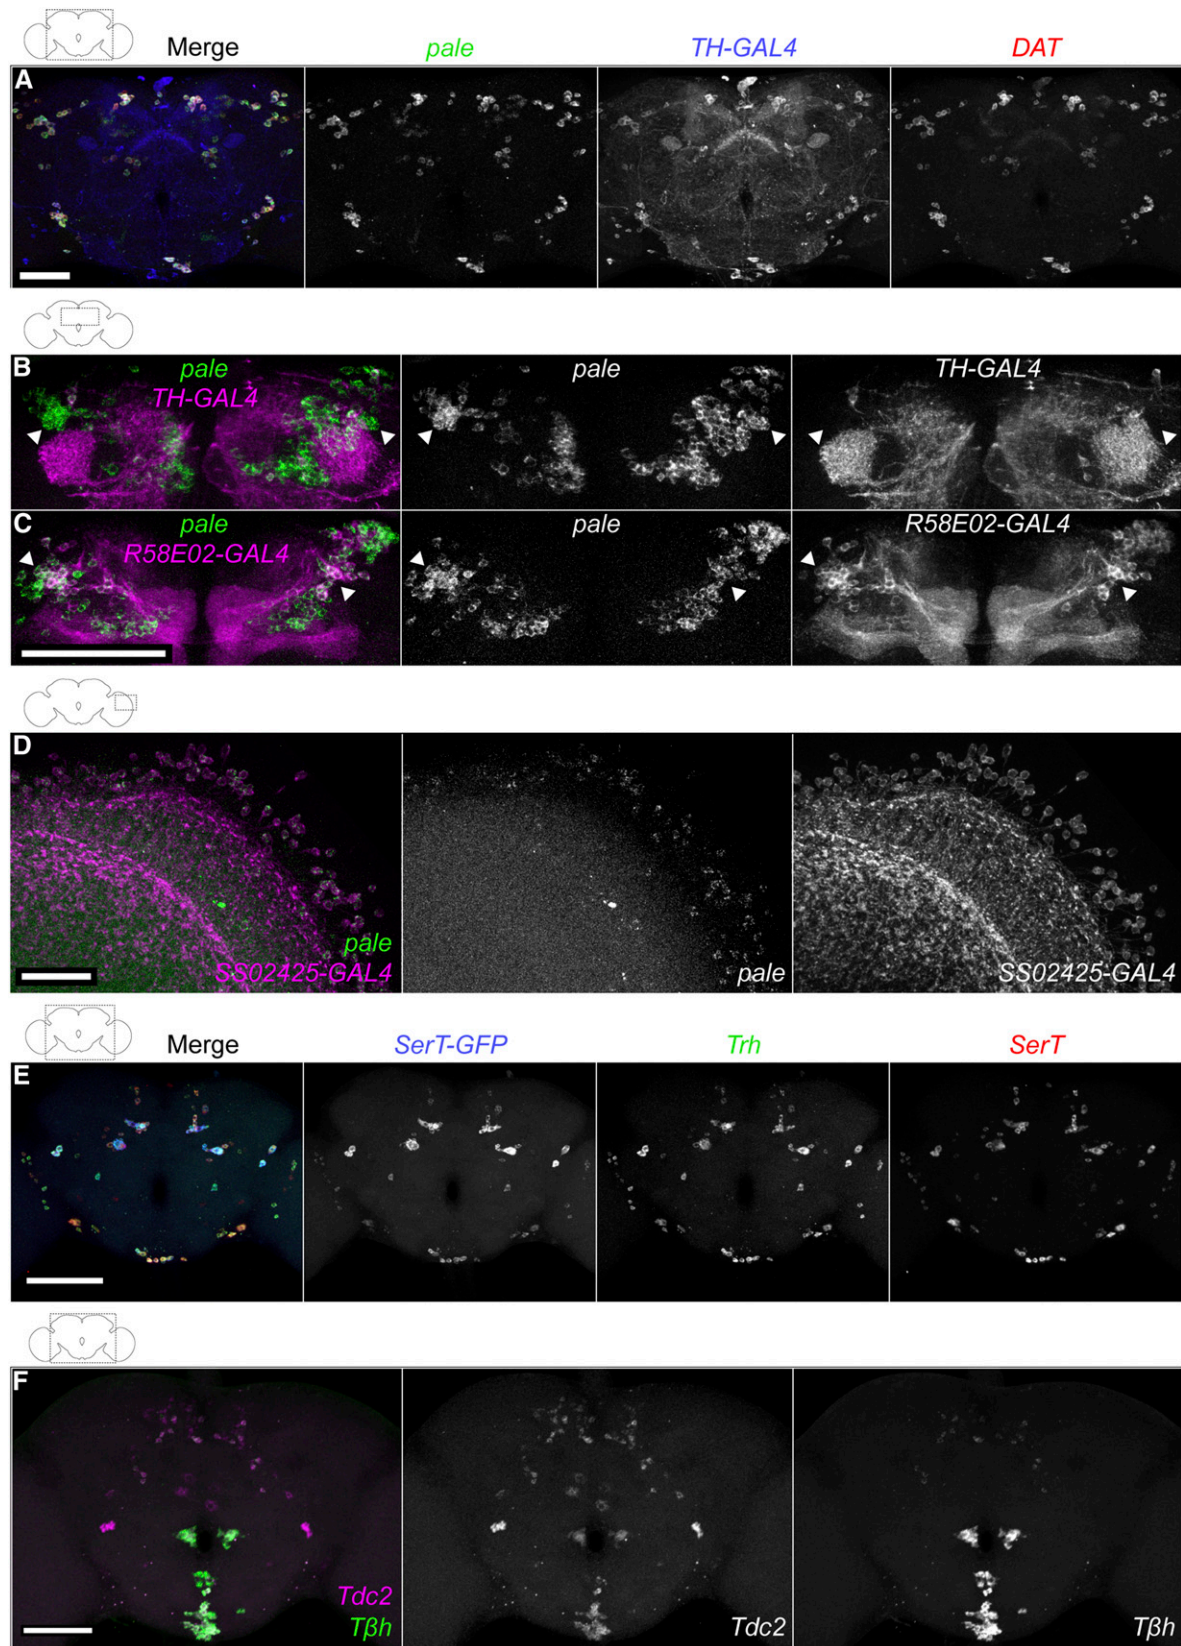 Merge pale TH-GAL4 DAT
A
B pale pale TH-GAL4
TH-GAL4
C pale pale R58E02-GAL4
R58E02-GAL4
D
pale
SS02425-GAL4 pale SS02425-GAL4
Merge SerT-GFP Trh SerT
E
F
Tdc2
Tβh Tdc2 Tβh